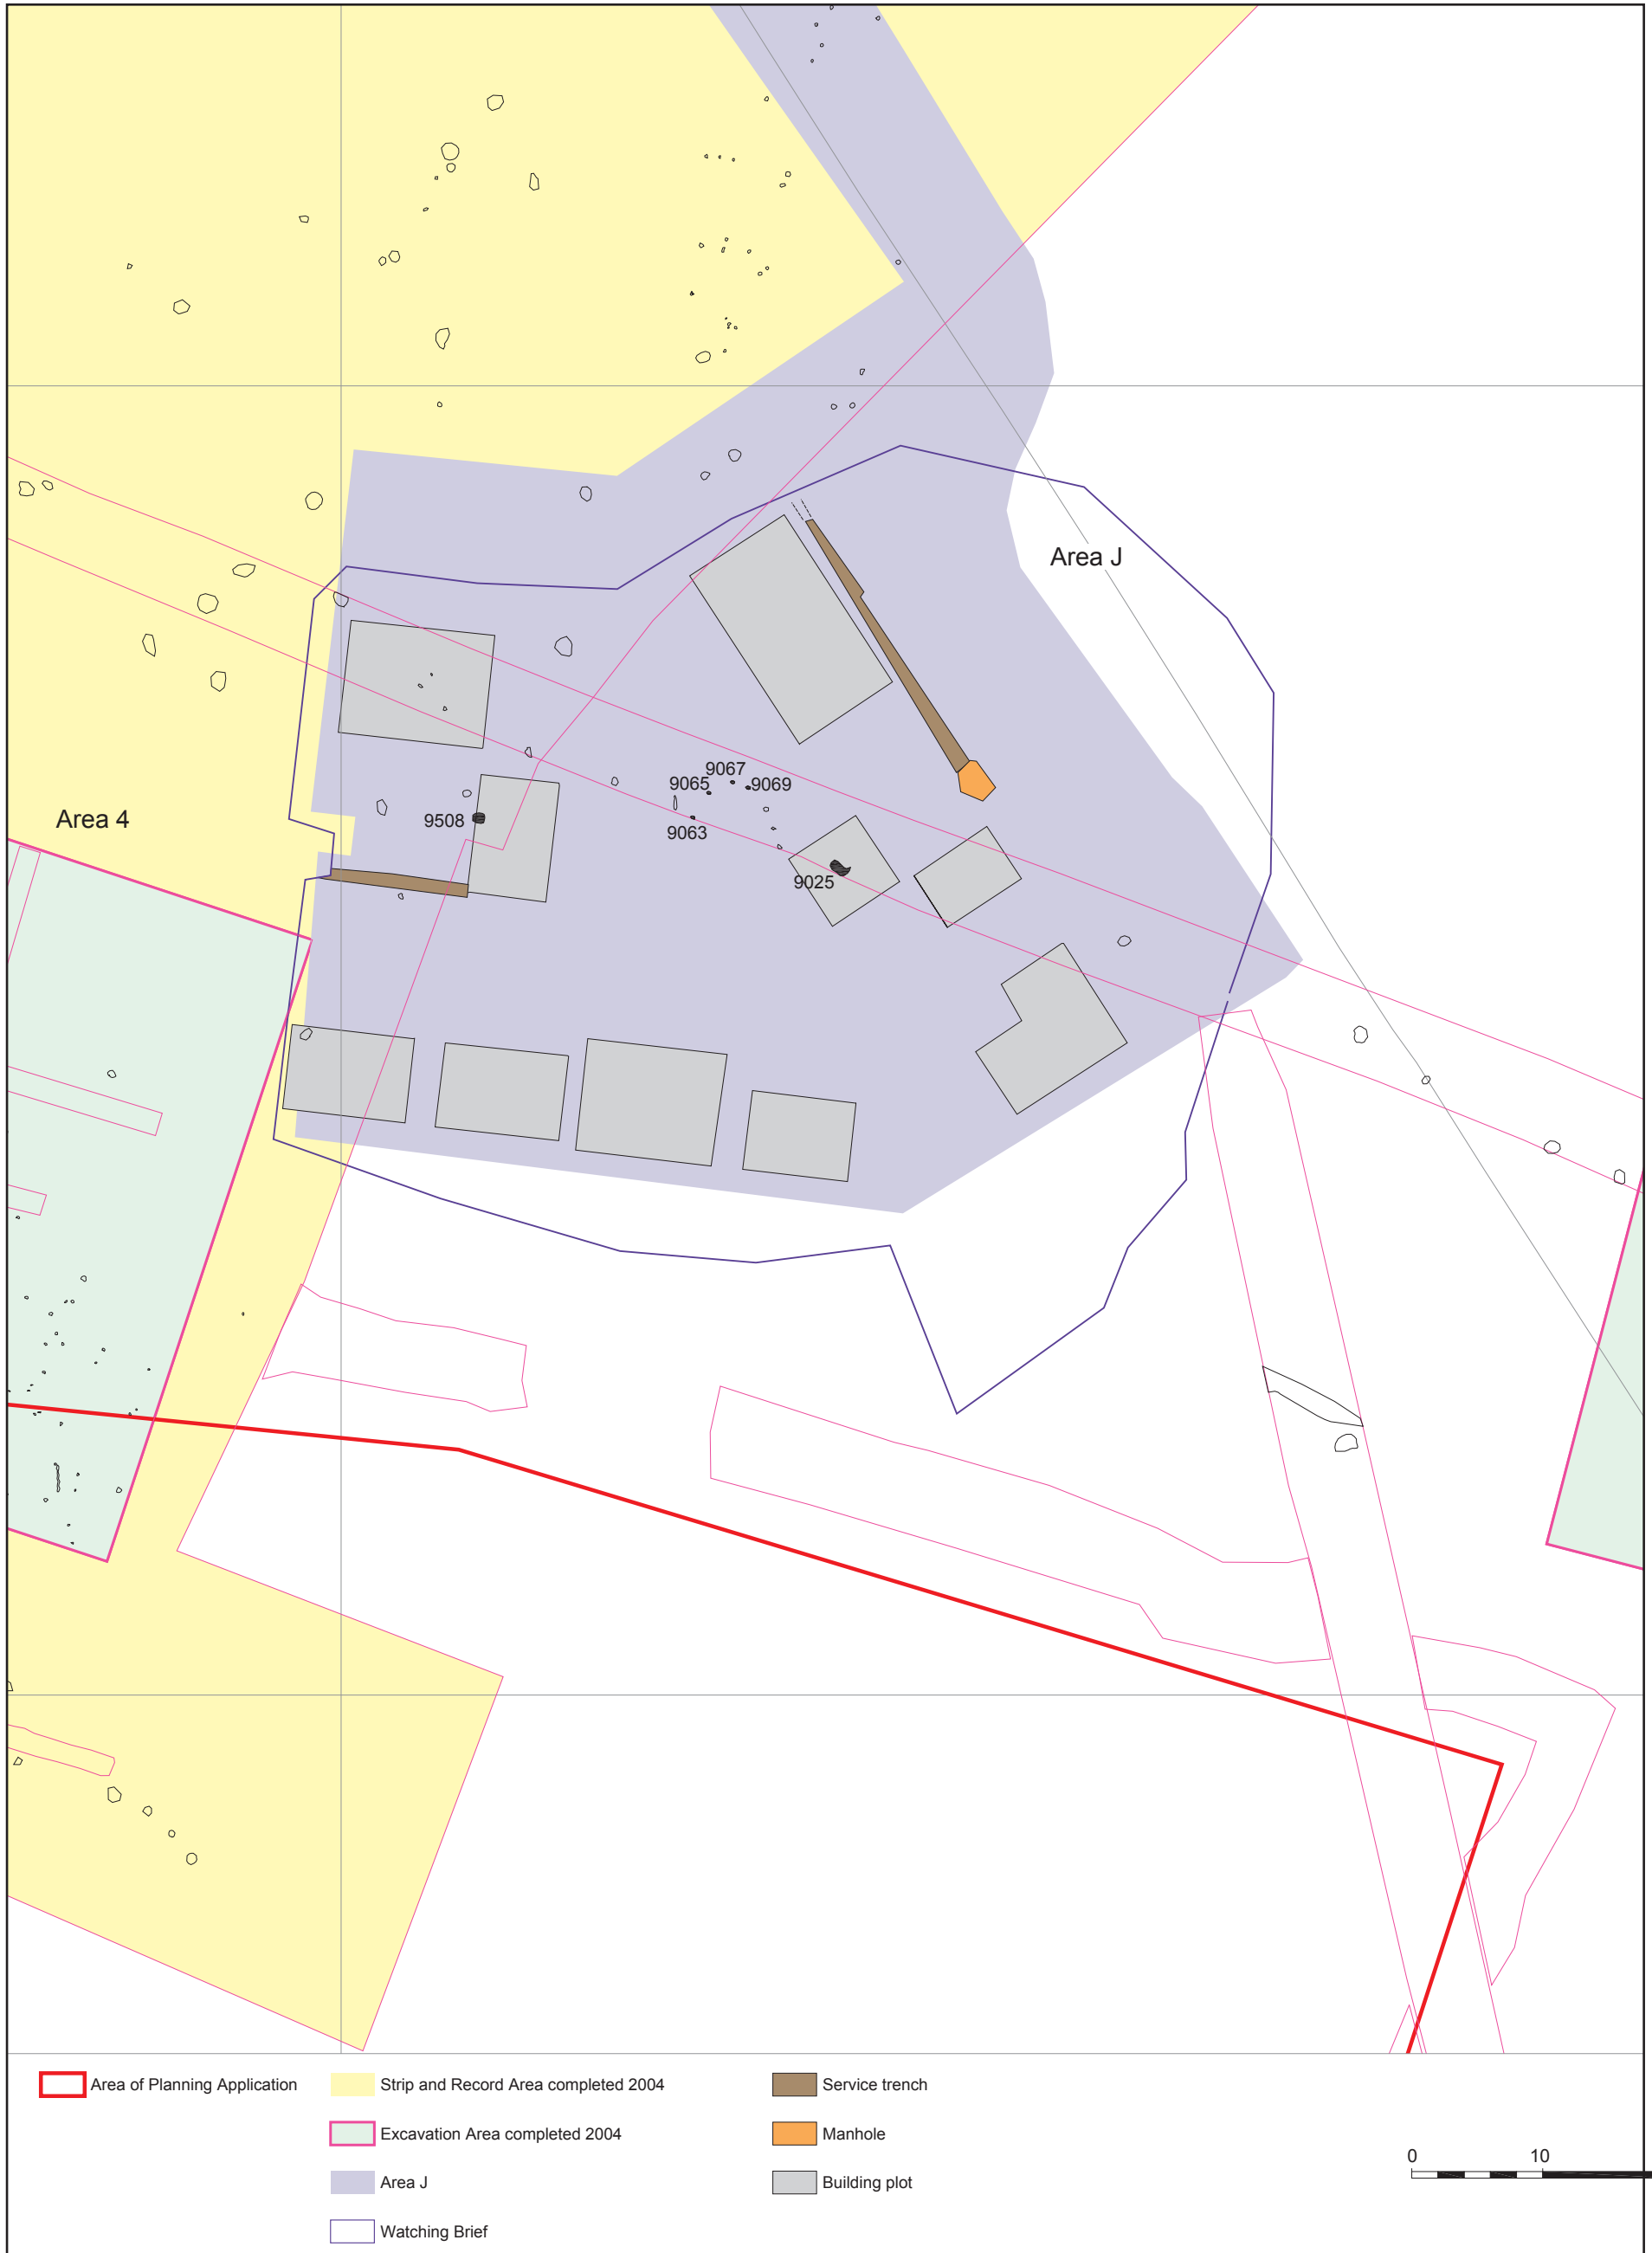 Area J
9067
9065
9069
9063
9508
Area 4
9025
Area of Planning Application
Strip and Record Area completed 2004
Service trench
Excavation Area completed 2004
Manhole
0 10
Area J
Building plot
Watching Brief